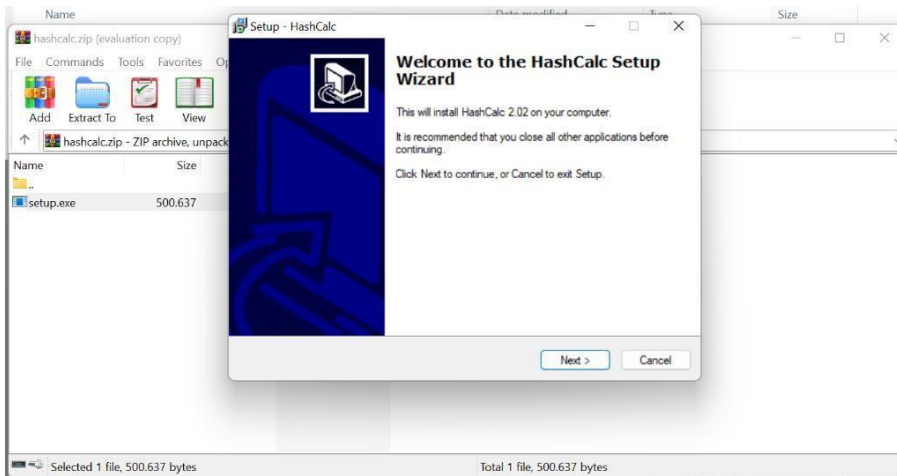 Name Date modified Type Size
hashcalc.zip (evaluation copy)
Setup - HashCalc
File Commands Tools Favorites
Add Extract To Test View
hashcalc.zip - ZIP archive, unpack
Name Size
..
setup.exe 500.637
Welcome to the HashCalc Setup
Wizard
This will install HashCalc 2.02 on your computer.
It is recommended that you close all other applications before
continuing.
Click Next to continue, or Cancel to exit Setup.
Next > Cancel
Selected 1 file, 500.637 bytes Total 1 file, 500.637 bytes